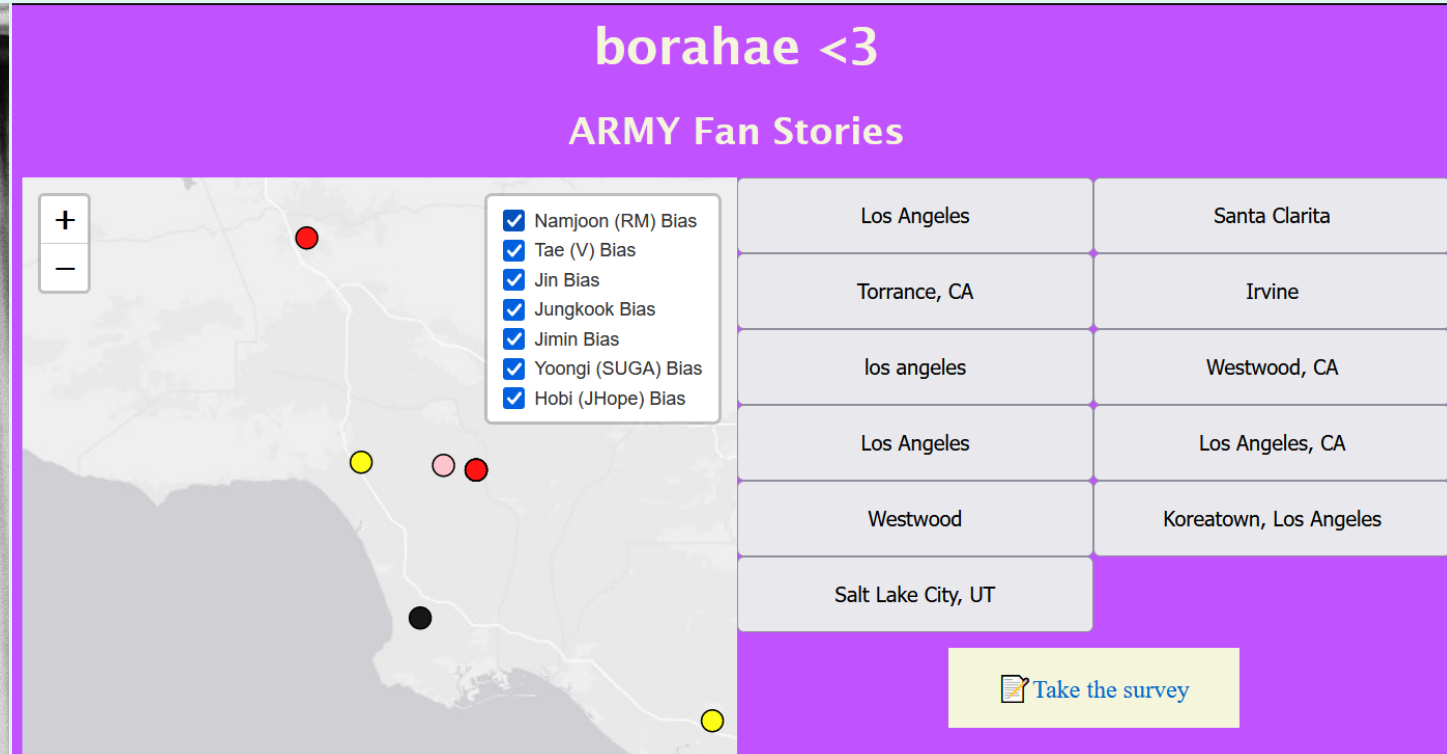 borahae <3
ARMY Fan Stories
+
−
Namjoon (RM) Bias
Tae (V) Bias
Jin Bias
Jungkook Bias
Jimin Bias
Yoongi (SUGA) Bias
Hobi (JHope) Bias
Los Angeles
Santa Clarita
Torrance, CA
Irvine
los angeles
Westwood, CA
Los Angeles
Los Angeles, CA
Westwood
Koreatown, Los Angeles
Salt Lake City, UT
📝Take the survey